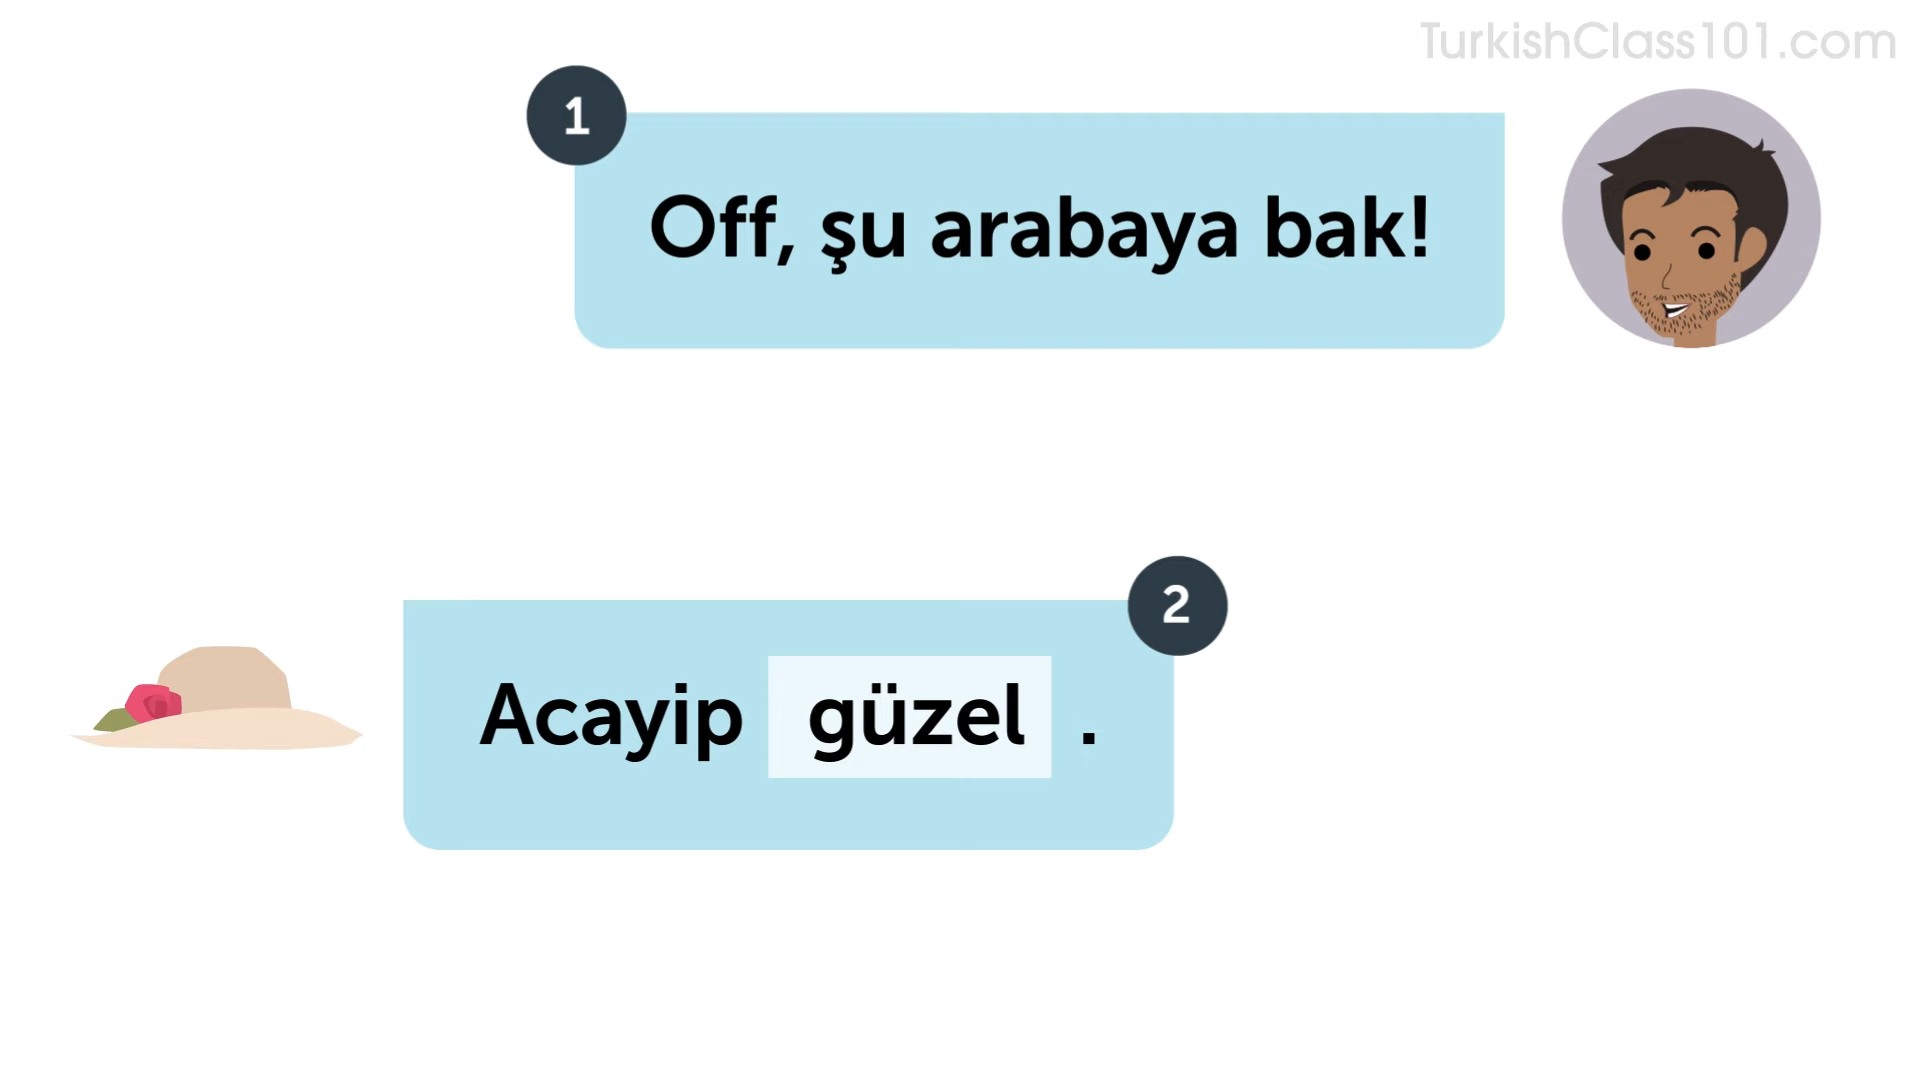 TurkishClass101.com
1
Off, şu arabaya bak!
2
Acayip güzel .